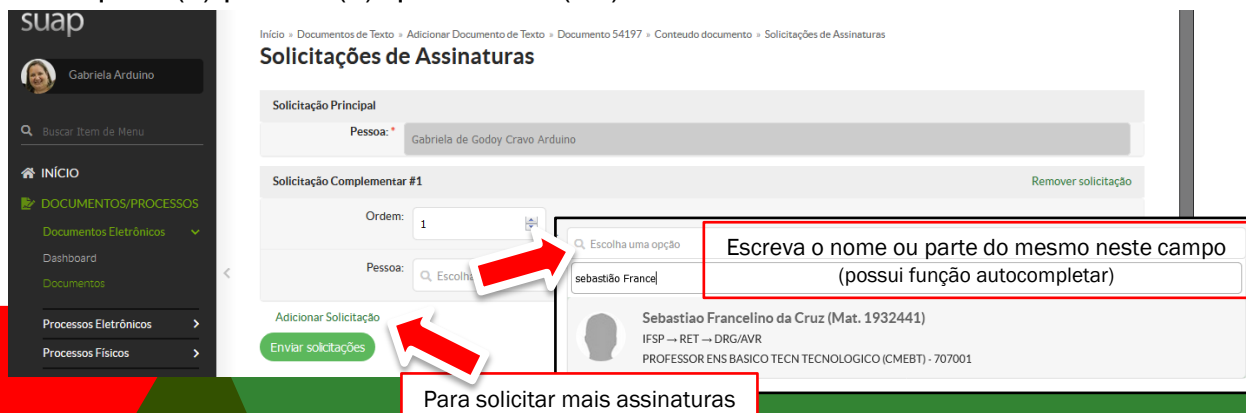 suap
Gabriela Arduino
Buscar Item de Menu
INÍCIO
DOCUMENTOS/PROCESSOS
Documentos Eletrônicos
Dashboard
Documentos
Processos Eletrônicos
Processos Físicos
Início » Documentos de Texto » Adicionar Documento de Texto » Documento 54197 » Conteudo documento » Solicitações de Assinaturas
Solicitações de Assinaturas
Solicitação Principal
Pessoa: * Gabriela de Godoy Cravo Arduino
Solicitação Complementar #1 Remover solicitação
Ordem: 1
Pessoa: Escolh
Adicionar Solicitação
Enviar solicitações
Escolha uma opção
sebastião France
Escreva o nome ou parte do mesmo neste campo
(possui função autocompletar)
Sebastiao Francelino da Cruz (Mat. 1932441)
IFSP → RET → DRG/AVR
PROFESSOR ENS BASICO TECN TECNOLOGICO (CMEBT) - 707001
Para solicitar mais assinaturas